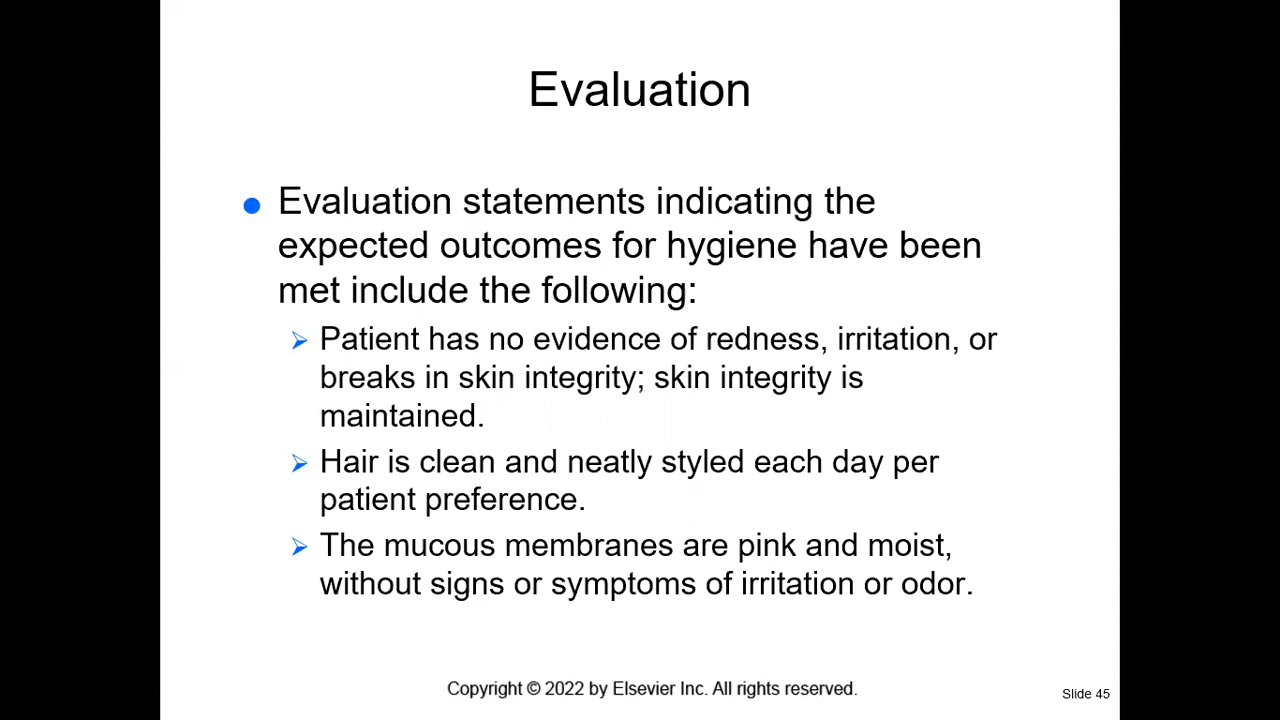 Evaluation
Evaluation statements indicating the
expected outcomes for hygiene have been
met include the following:
Patient has no evidence of redness, irritation, or
breaks in skin integrity; skin integrity is
maintained.
Hair is clean and neatly styled each day per
patient preference.
The mucous membranes are pink and moist,
without signs or symptoms of irritation or odor.
Copyright © 2022 by Elsevier Inc. All rights reserved.
Slide 45